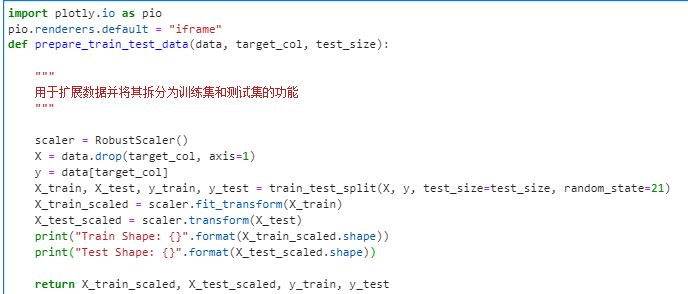 import plotly.io as pio
pio.renderers.default = "iframe"
def prepare_train_test_data(data, target_col, test_size):
"""
用于扩展数据并将其拆分为训练集和测试集的功能
"""
scaler = RobustScaler()
X = data.drop(target_col, axis=1)
y = data[target_col]
X_train, X_test, y_train, y_test = train_test_split(X, y, test_size=test_size, random_state=21)
X_train_scaled = scaler.fit_transform(X_train)
X_test_scaled = scaler.transform(X_test)
print("Train Shape: {}".format(X_train_scaled.shape))
print("Test Shape: {}".format(X_test_scaled.shape))
return X_train_scaled, X_test_scaled, y_train, y_test